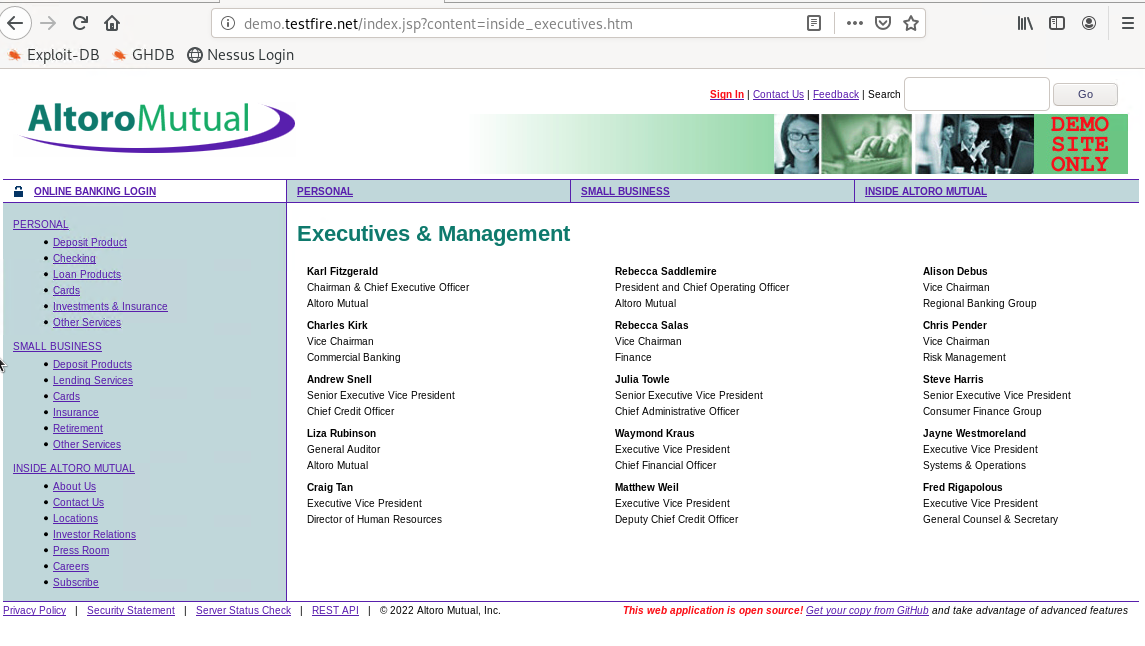 demo.testfire.net/index.jsp?content=inside_executives.htm
Exploit-DB GHDB Nessus Login
Sign In | Contact Us | Feedback | Search Go
AltoroMutual
DEMO
SITE
ONLY
ONLINE BANKING LOGIN PERSONAL SMALL BUSINESS INSIDE ALTORO MUTUAL
PERSONAL
Deposit Product
Checking
Loan Products
Cards
Investments & Insurance
Other Services
SMALL BUSINESS
Deposit Products
Lending Services
Cards
Insurance
Retirement
Other Services
INSIDE ALTORO MUTUAL
About Us
Contact Us
Locations
Investor Relations
Press Room
Careers
Subscribe
Executives & Management
Karl Fitzgerald Rebecca Saddlemire Alison Debus
Chairman & Chief Executive Officer President and Chief Operating Officer Vice Chairman
Altoro Mutual Altoro Mutual Regional Banking Group
Charles Kirk Rebecca Salas Chris Pender
Vice Chairman Vice Chairman Vice Chairman
Commercial Banking Finance Risk Management
Andrew Snell Julia Towle Steve Harris
Senior Executive Vice President Senior Executive Vice President Senior Executive Vice President
Chief Credit Officer Chief Administrative Officer Consumer Finance Group
Liza Rubinson Waymond Kraus Jayne Westmoreland
General Auditor Executive Vice President Executive Vice President
Altoro Mutual Chief Financial Officer Systems & Operations
Craig Tan Matthew Weil Fred Rigapolous
Executive Vice President Executive Vice President Executive Vice President
Director of Human Resources Deputy Chief Credit Officer General Counsel & Secretary
Privacy Policy | Security Statement | Server Status Check | REST API | © 2022 Altoro Mutual, Inc. This web application is open source! Get your copy from GitHub and take advantage of advanced features